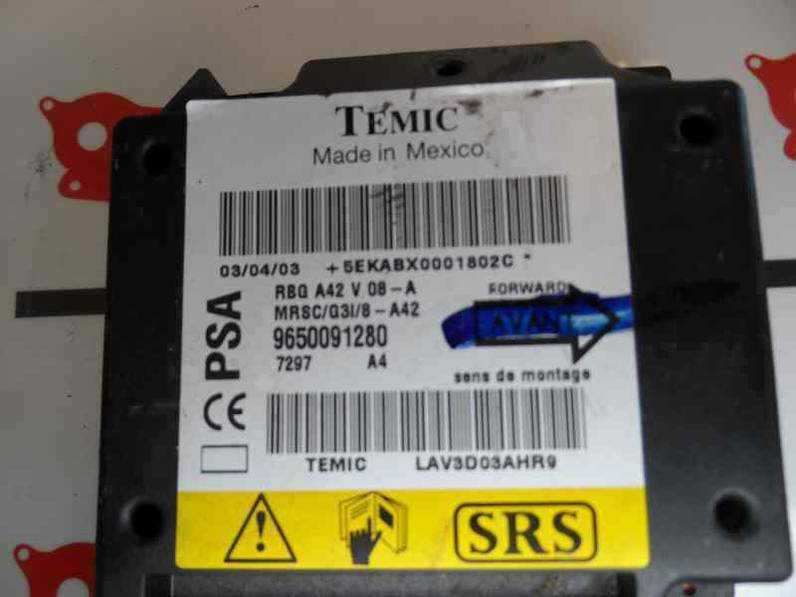 TEMIC
Made in Mexico
03/04/03 +5EKABX0001802C *
RBG A42 V 08-A
MRSC/G3I/8-A42
9650091280
7297 A4
PSA
FORWARD
AVANT
sens de montage
CE
TEMIC LAV3D03AHR9
SRS